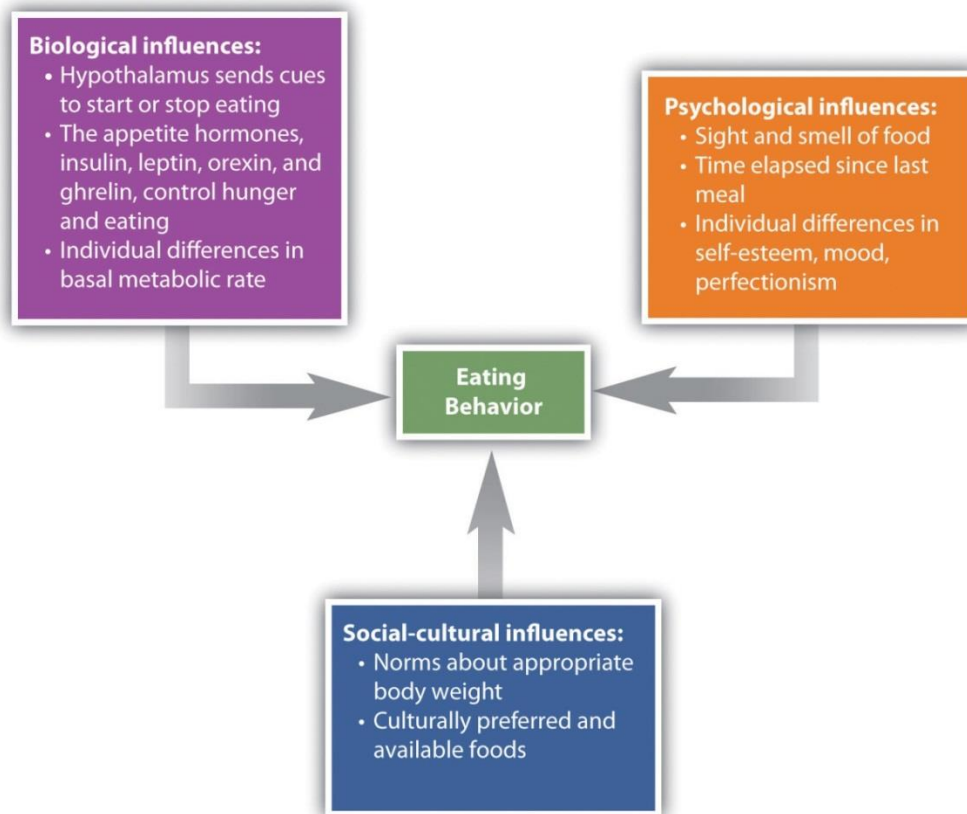 Biological influences:
• Hypothalamus sends cues
to start or stop eating
• The appetite hormones,
insulin, leptin, orexin, and
ghrelin, control hunger
and eating
• Individual differences in
basal metabolic rate
Psychological influences:
• Sight and smell of food
• Time elapsed since last
meal
• Individual differences in
self-esteem, mood,
perfectionism
Eating
Behavior
Social-cultural influences:
• Norms about appropriate
body weight
• Culturally preferred and
available foods